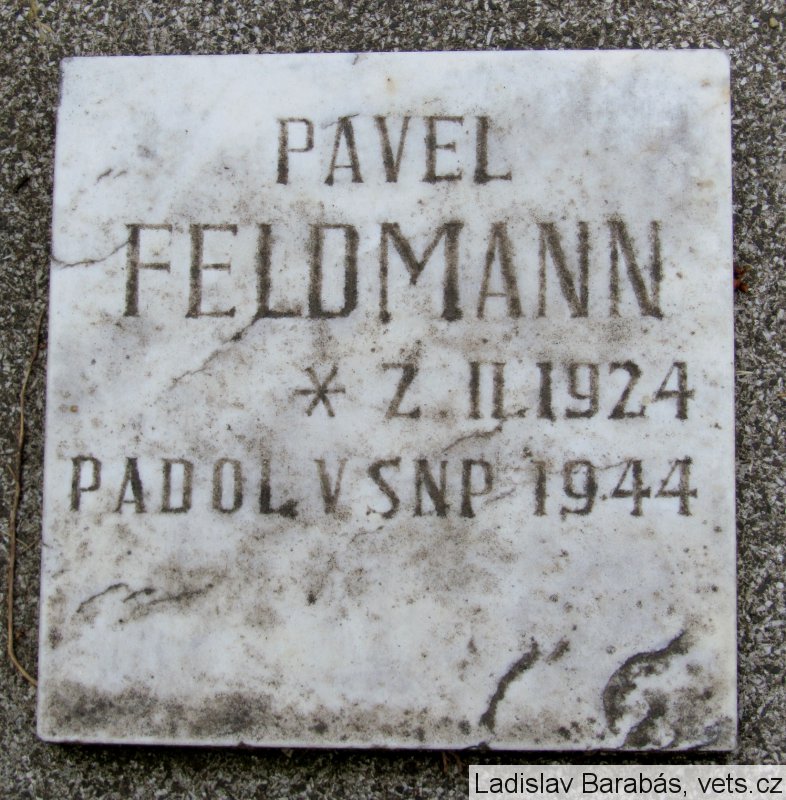 PAVEL
FELDMANN
* 2. II. 1924
PADOL V SNP 1944
Ladislav Barabás, vets.cz